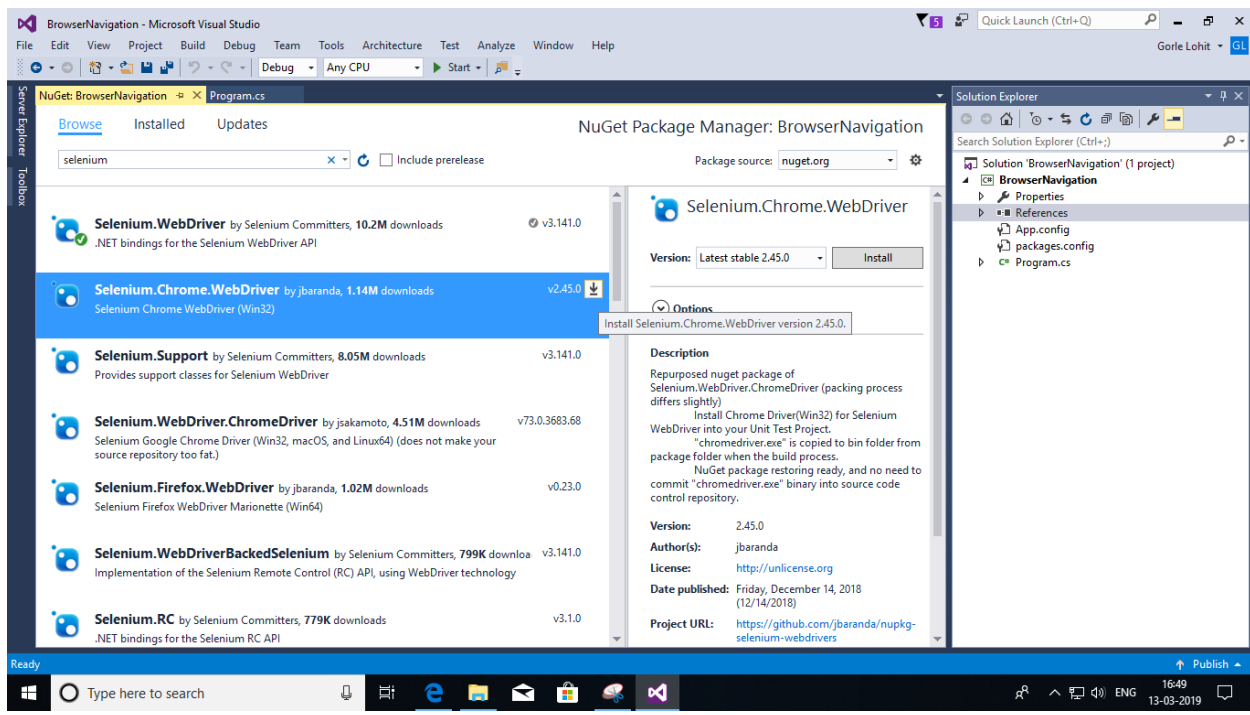 BrowserNavigation - Microsoft Visual Studio
5
Quick Launch (Ctrl+Q)
File Edit View Project Build Debug Team Tools Architecture Test Analyze Window Help
Gorle Lohit
GL
Debug
Any CPU
Start
Server Explorer
Toolbox
NuGet: BrowserNavigation
Program.cs
Browse Installed Updates
NuGet Package Manager: BrowserNavigation
selenium
Include prerelease
Package source: nuget.org
Selenium.WebDriver by Selenium Committers, 10.2M downloads
v3.141.0
.NET bindings for the Selenium WebDriver API
Selenium.Chrome.WebDriver by jbaranda, 1.14M downloads
v2.45.0
Selenium Chrome WebDriver (Win32)
Install Selenium.Chrome.WebDriver version 2.45.0.
Selenium.Support by Selenium Committers, 8.05M downloads
v3.141.0
Provides support classes for Selenium WebDriver
Selenium.WebDriver.ChromeDriver by jsakamoto, 4.51M downloads
v73.0.3683.68
Selenium Google Chrome Driver (Win32, macOS, and Linux64) (does not make your
source repository too fat.)
Selenium.Firefox.WebDriver by jbaranda, 1.02M downloads
v0.23.0
Selenium Firefox WebDriver Marionette (Win64)
Selenium.WebDriverBackedSelenium by Selenium Committers, 799K downloa
v3.141.0
Implementation of the Selenium Remote Control (RC) API, using WebDriver technology
Selenium.RC by Selenium Committers, 779K downloads
v3.1.0
.NET bindings for the Selenium RC API
Selenium.Chrome.WebDriver
Version: Latest stable 2.45.0
Install
Options
Description
Repurposed nuget package of
Selenium.WebDriver.ChromeDriver (packing process
differs slightly)
Install Chrome Driver(Win32) for Selenium
WebDriver into your Unit Test Project.
"chromedriver.exe" is copied to bin folder from
package folder when the build process.
NuGet package restoring ready, and no need to
commit "chromedriver.exe" binary into source code
control repository.
Version: 2.45.0
Author(s): jbaranda
License: http://unlicense.org
Date published: Friday, December 14, 2018
(12/14/2018)
Project URL: https://github.com/jbaranda/nupkg-
selenium-webdrivers
Solution Explorer
Search Solution Explorer (Ctrl+;)
Solution 'BrowserNavigation' (1 project)
C# BrowserNavigation
Properties
References
App.config
packages.config
C# Program.cs
Ready
Publish
Type here to search
ENG
16:49
13-03-2019